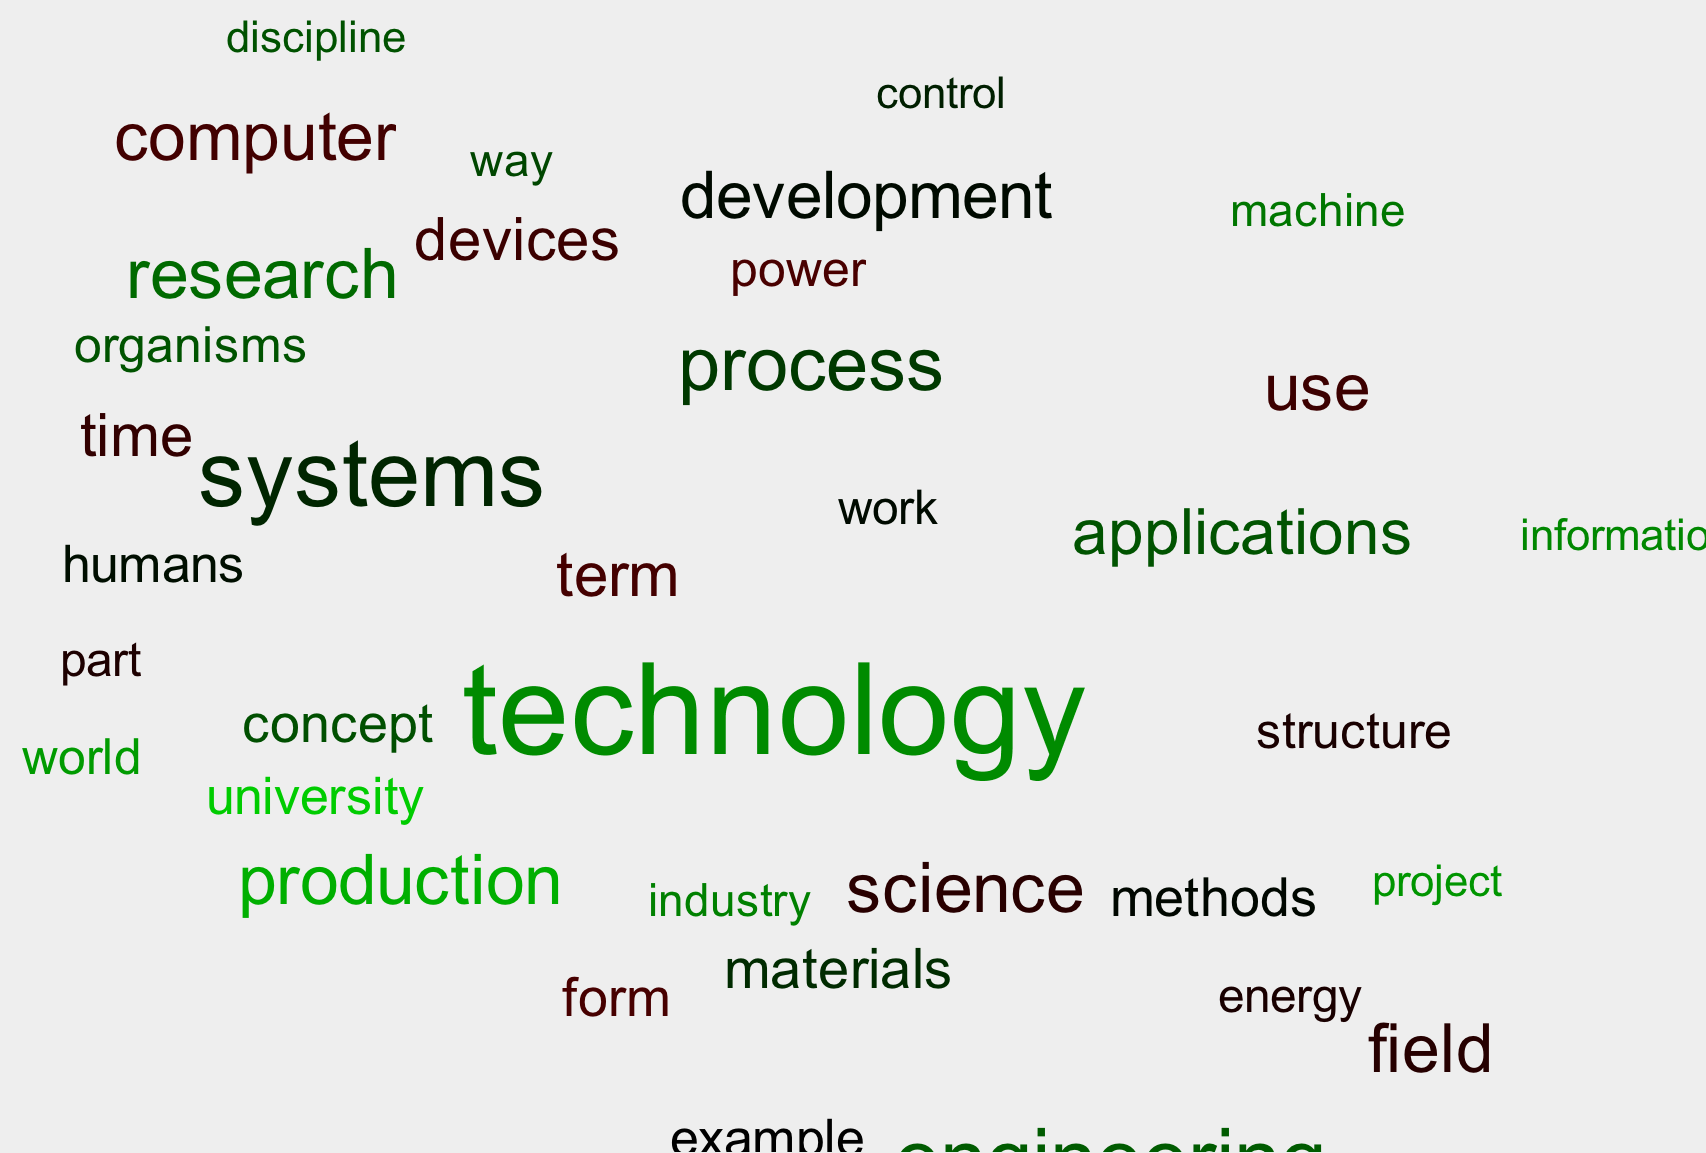 discipline
control
computer
way
development
machine
devices
research
power
organisms
process
use
time
systems
work
applications
informatio
humans
term
part
technology
concept
structure
world
university
production
industry
science
methods
project
materials
form
energy
field
example
engineering